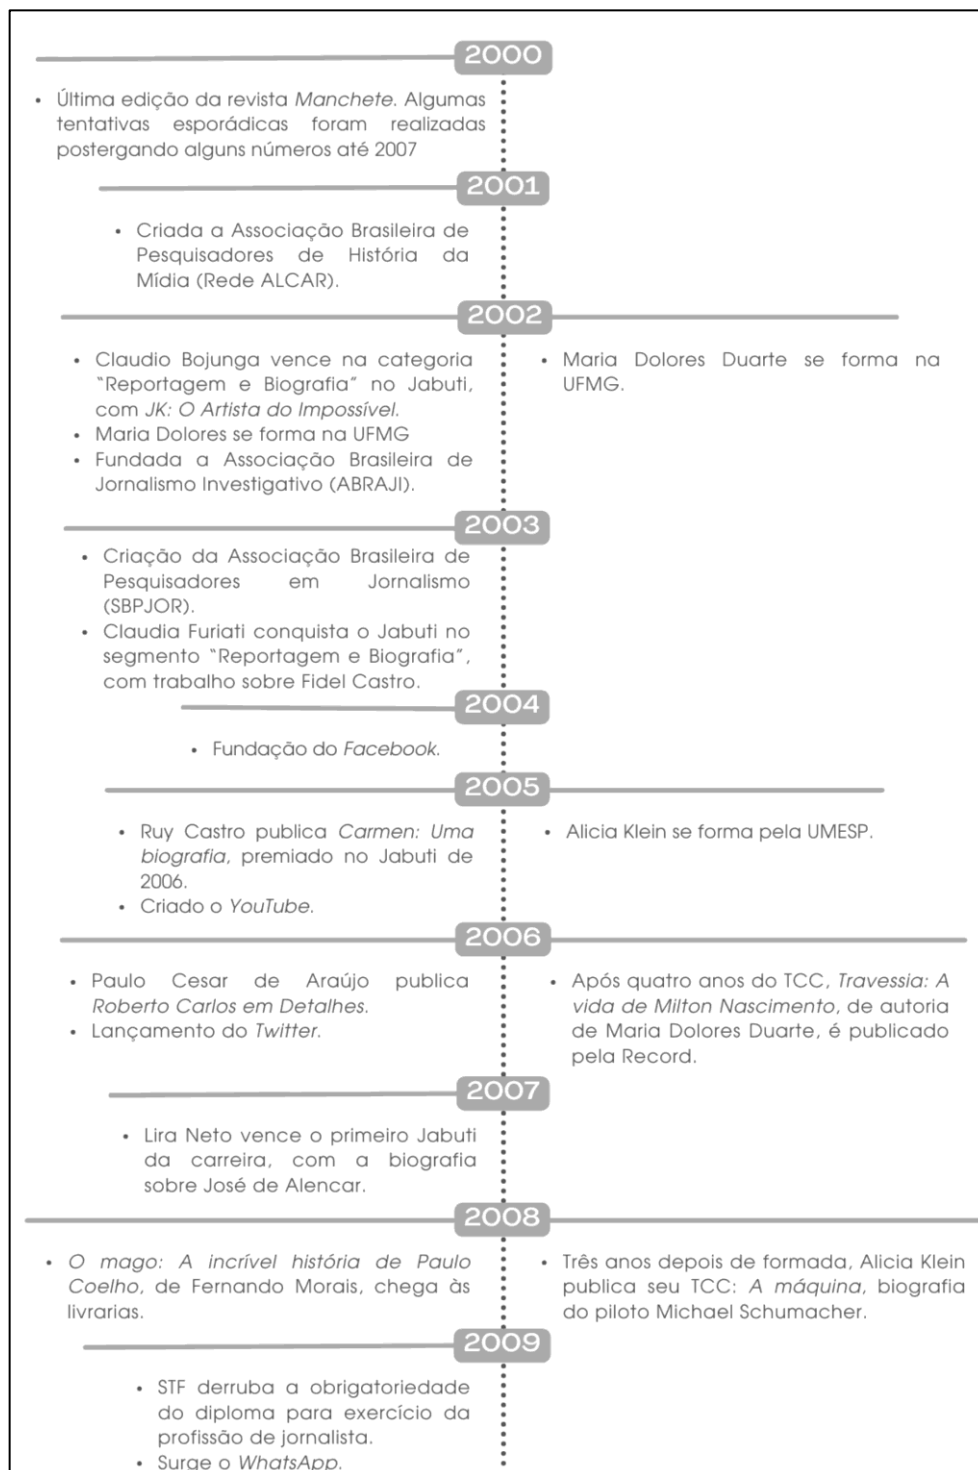 2000
• Última edição da revista Manchete. Algumas
tentativas esporádicas foram realizadas
postergando alguns números até 2007
2001
• Criada a Associação Brasileira de
Pesquisadores de História da
Mídia (Rede ALCAR).
2002
• Claudio Bojunga vence na categoria
"Reportagem e Biografia" no Jabuti,
com JK: O Artista do Impossível.
• Maria Dolores se forma na UFMG
• Fundada a Associação Brasileira de
Jornalismo Investigativo (ABRAJI).
• Maria Dolores Duarte se forma na
UFMG.
2003
• Criação da Associação Brasileira de
Pesquisadores em Jornalismo
(SBPJOR).
• Claudia Furiati conquista o Jabuti no
segmento "Reportagem e Biografia",
com trabalho sobre Fidel Castro.
2004
• Fundação do Facebook.
2005
• Ruy Castro publica Carmen: Uma
biografia, premiado no Jabuti de
2006.
• Criado o YouTube.
• Alicia Klein se forma pela UMESP.
2006
• Paulo Cesar de Araújo publica
Roberto Carlos em Detalhes.
• Lançamento do Twitter.
• Após quatro anos do TCC, Travessia: A
vida de Milton Nascimento, de autoria
de Maria Dolores Duarte, é publicado
pela Record.
2007
• Lira Neto vence o primeiro Jabuti
da carreira, com a biografia
sobre José de Alencar.
2008
• O mago: A incrível história de Paulo
Coelho, de Fernando Morais, chega às
livrarias.
• Três anos depois de formada, Alicia Klein
publica seu TCC: A máquina, biografia
do piloto Michael Schumacher.
2009
• STF derruba a obrigatoriedade
do diploma para exercício da
profissão de jornalista.
• Surge o WhatsApp.